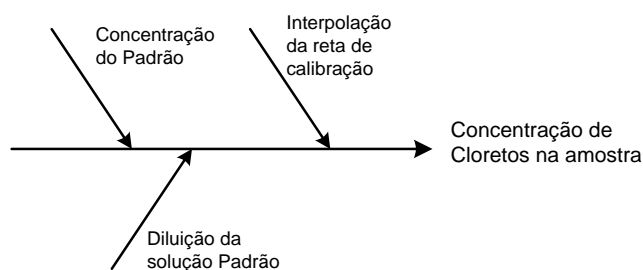 Concentração
do Padrão
Interpolação
da reta de
calibração
Concentração de
Cloretos na amostra
Diluição da
solução Padrão